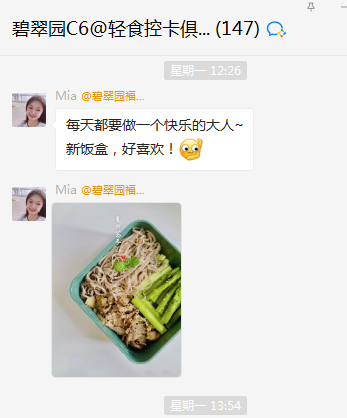 碧翠园C6@轻食控卡俱... (147)
星期一 12:26
Mia @碧翠园福...
每天都要做一个快乐的大人~
新饭盒，好喜欢！
Mia @碧翠园福...
星期一 13:54